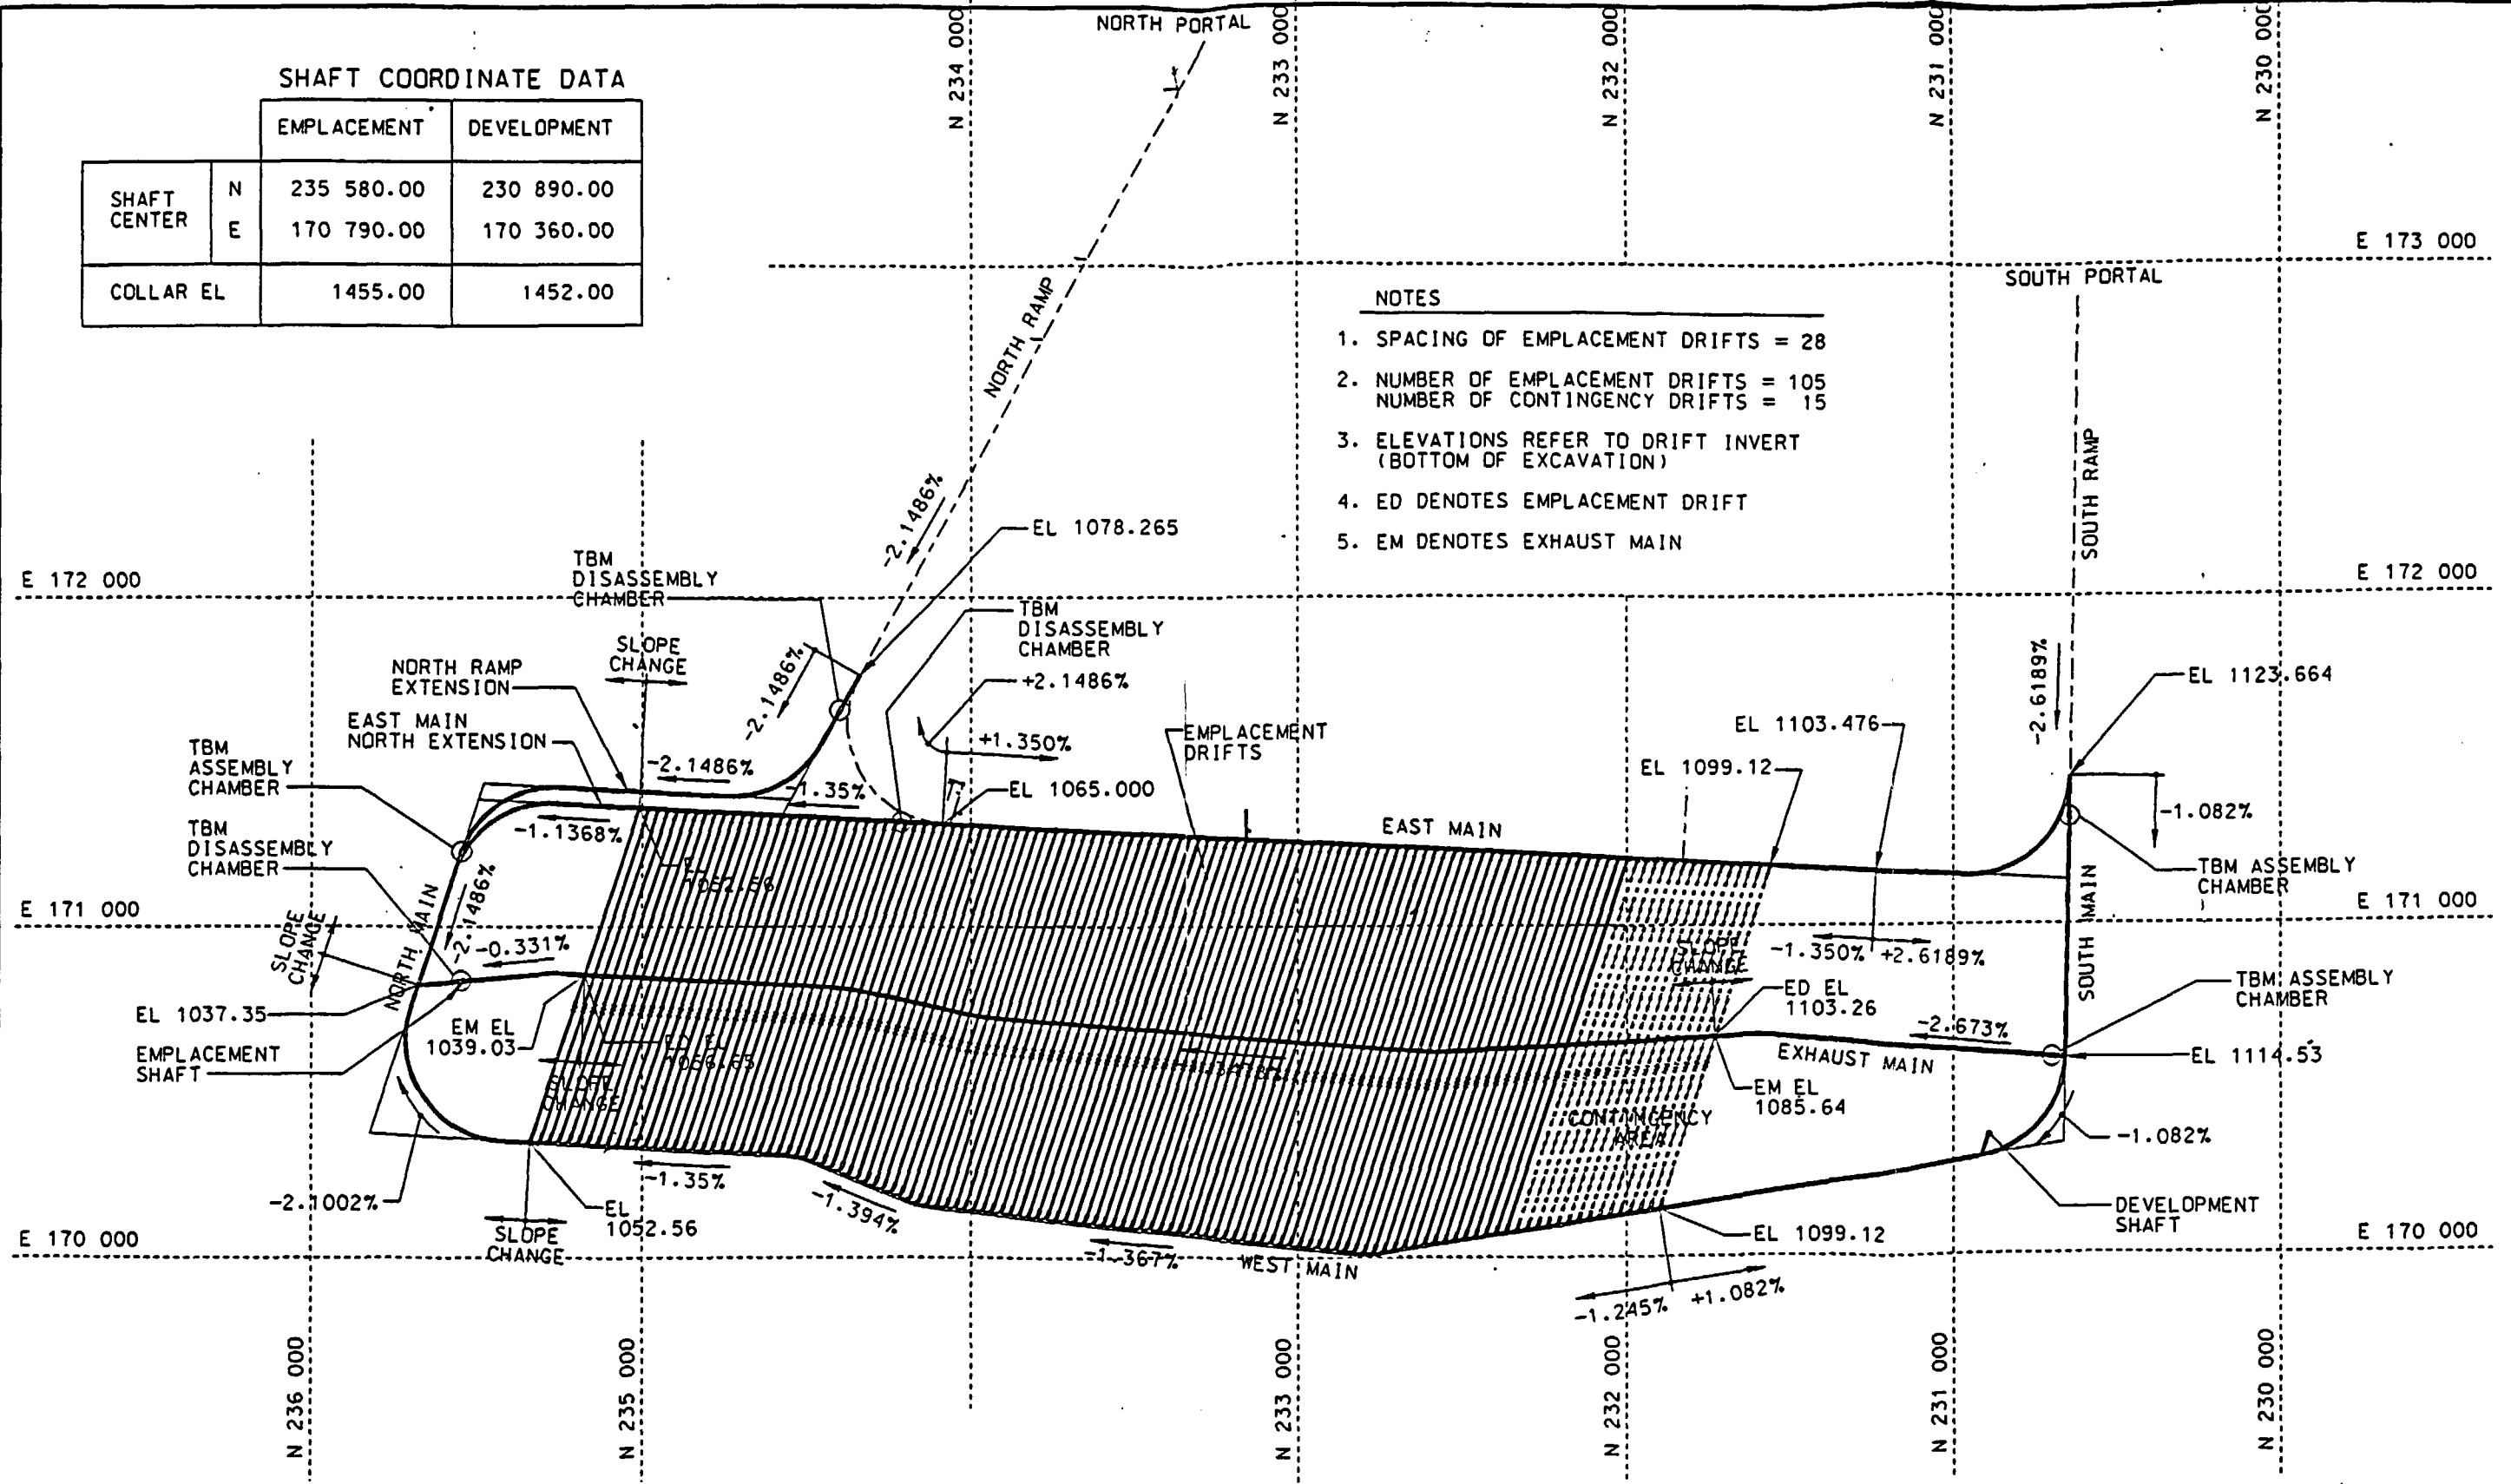 NORTH PORTAL
N 234 000
N 233 000
N 232 000
N 231 000
N 230 000
SHAFT COORDINATE DATA
EMPLACEMENT DEVELOPMENT
SHAFT CENTER N 235 580.00 230 890.00
E 170 790.00 170 360.00
COLLAR EL 1455.00 1452.00
E 173 000
SOUTH PORTAL
NORTH RAMP
NOTES
1. SPACING OF EMPLACEMENT DRIFTS = 28
2. NUMBER OF EMPLACEMENT DRIFTS = 105
NUMBER OF CONTINGENCY DRIFTS = 15
3. ELEVATIONS REFER TO DRIFT INVERT
(BOTTOM OF EXCAVATION)
4. ED DENOTES EMPLACEMENT DRIFT
5. EM DENOTES EXHAUST MAIN
SOUTH RAMP
-2.1486%
EL 1078.265
E 172 000
E 172 000
TBM
DISASSEMBLY
CHAMBER
TBM
DISASSEMBLY
CHAMBER
SLOPE
CHANGE
NORTH RAMP
EXTENSION
-2.1486%
+2.1486%
-2.6189%
EL 1123.664
EAST MAIN
NORTH EXTENSION
TBM
ASSEMBLY
CHAMBER
+1.350%
EMPLACEMENT
DRIFTS
EL 1103.476
EL 1099.12
-2.1486%
-1.35%
EL 1065.000
-1.082%
TBM
DISASSEMBLY
CHAMBER
-1.1368%
EAST MAIN
EL
1052.56
TBM ASSEMBLY
CHAMBER
E 171 000
E 171 000
NORTH MAIN
-2.1486%
SLOPE
CHANGE
-0.331%
SLOPE
CHANGE
-1.350%
+2.6189%
SOUTH MAIN
TBM ASSEMBLY
CHAMBER
EL 1037.35
EM EL
1039.03
ED EL
1056.65
ED EL
1103.26
-2.673%
EXHAUST MAIN
EL 1114.53
EMPLACEMENT
SHAFT
SLOPE
CHANGE
EM EL
1085.64
CONTINGENCY
AREA
-1.082%
-2.1002%
-1.35%
-1.394%
EL
1052.56
DEVELOPMENT
SHAFT
EL 1099.12
E 170 000
E 170 000
SLOPE
CHANGE
-1.367%
WEST MAIN
-1.245%
+1.082%
N 236 000
N 235 000
N 233 000
N 232 000
N 231 000
N 230 000